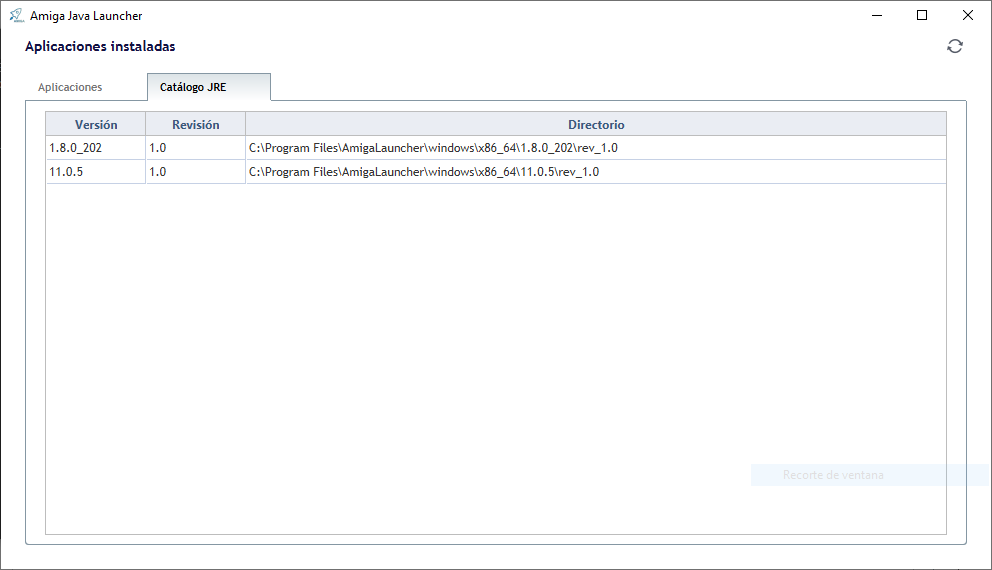 Amiga Java Launcher
Aplicaciones instaladas
Aplicaciones Catálogo JRE
Versión Revisión Directorio
1.8.0_202 1.0 C:\Program Files\AmigaLauncher\windows\x86_64\1.8.0_202\rev_1.0
11.0.5 1.0 C:\Program Files\AmigaLauncher\windows\x86_64\11.0.5\rev_1.0
Recorte de ventana